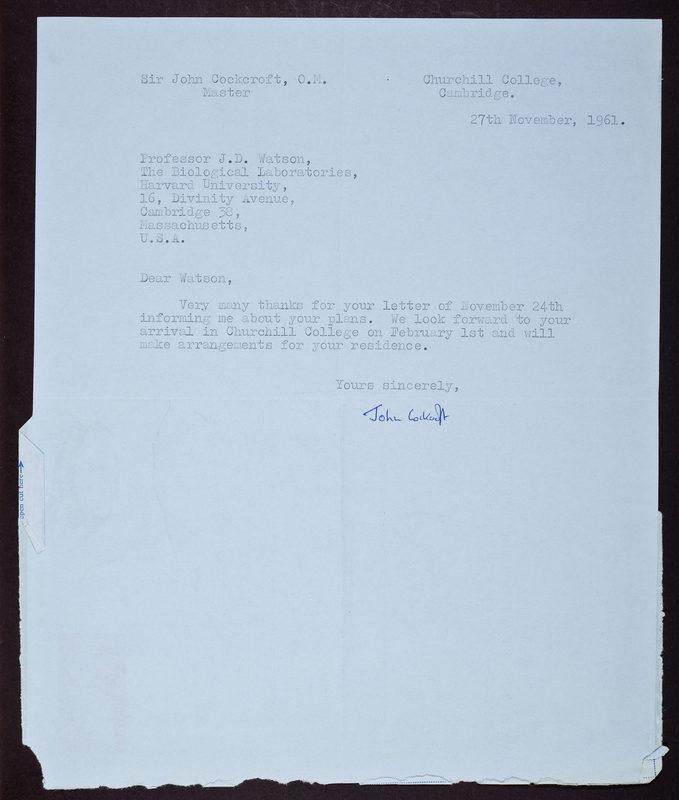 Sir John Cockcroft, O.M.
Master
Churchill College,
Cambridge.
27th November, 1961.
Professor J.D. Watson,
The Biological Laboratories,
Harvard University,
16, Divinity Avenue,
Cambridge 38,
Massachusetts,
U.S.A.
Dear Watson,
Very many thanks for your letter of November 24th
informing me about your plans. We look forward to your
arrival in Churchill College on February 1st and will
make arrangements for your residence.
Yours sincerely,
John Cockcroft
open cut here